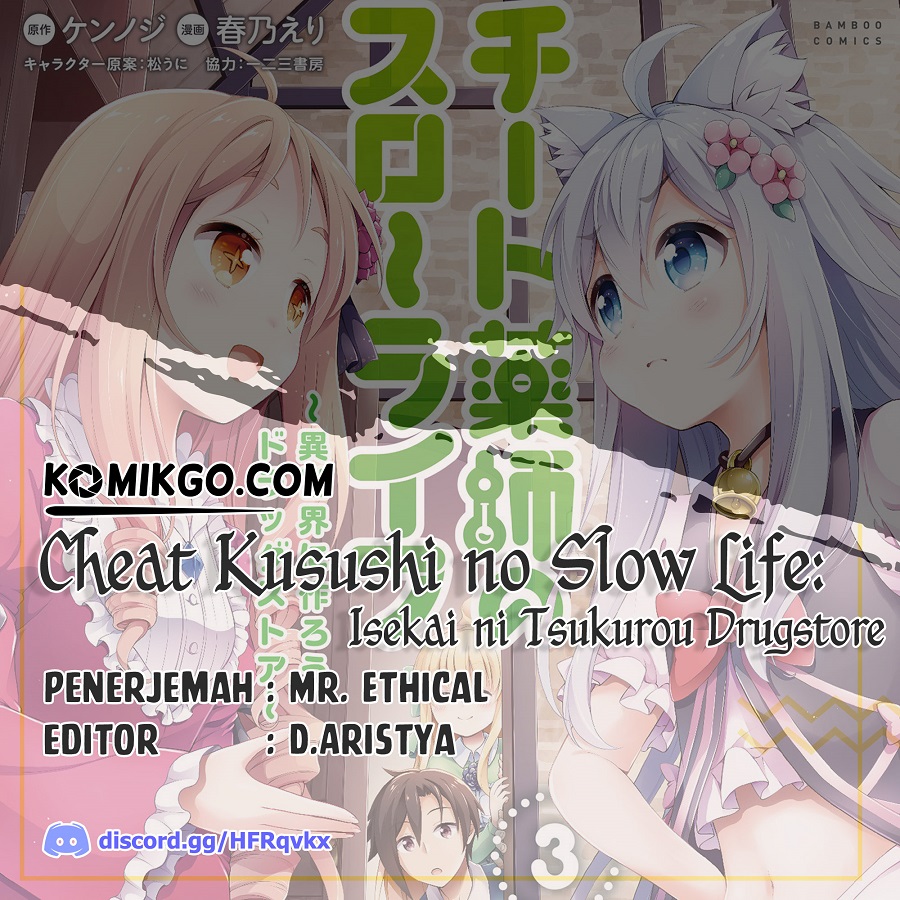 原作 ケンノジ 漫画 春乃えり
キャラクター原案：松うに 協力：一二三書房
BAMBOO
COMICS
チート薬師の
スローライフ
～異世界に作ろう
ドラッグストア～
KOMIKGO.COM
Cheat Kusushi no Slow Life:
Isekai ni Tsukurou Drugstore
PENERJEMAH : MR. ETHICAL
EDITOR : D.ARISTYA
discord.gg/HFRqvkx
3